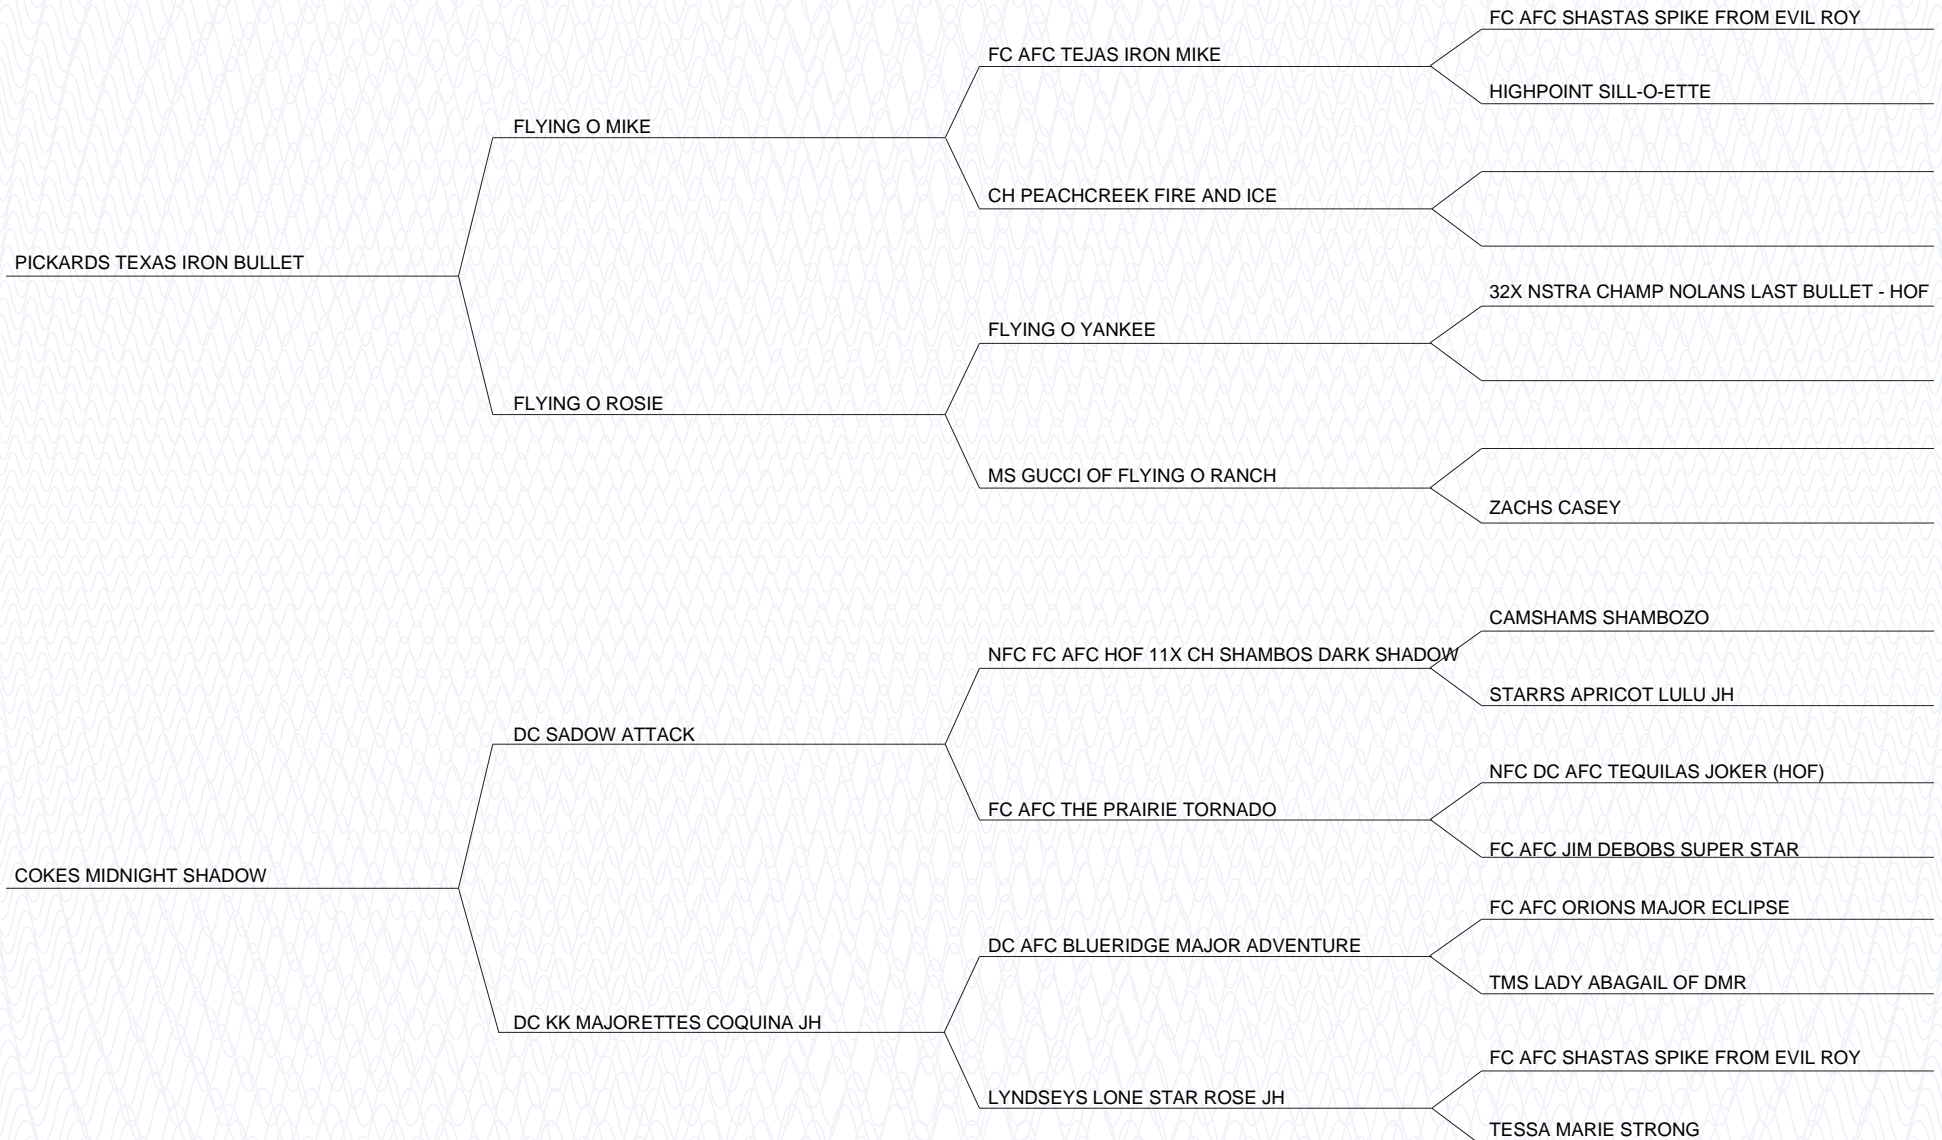 FC AFC SHASTAS SPIKE FROM EVIL ROY
FC AFC TEJAS IRON MIKE
HIGHPOINT SILL-O-ETTE
FLYING O MIKE
CH PEACHCREEK FIRE AND ICE
PICKARDS TEXAS IRON BULLET
32X NSTRA CHAMP NOLANS LAST BULLET - HOF
FLYING O YANKEE
FLYING O ROSIE
MS GUCCI OF FLYING O RANCH
ZACHS CASEY
CAMSHAMS SHAMBOZO
NFC FC AFC HOF 11X CH SHAMBOS DARK SHADOW
STARRS APRICOT LULU JH
DC SADOW ATTACK
NFC DC AFC TEQUILAS JOKER (HOF)
FC AFC THE PRAIRIE TORNADO
FC AFC JIM DEBOBS SUPER STAR
COKES MIDNIGHT SHADOW
FC AFC ORIONS MAJOR ECLIPSE
DC AFC BLUERIDGE MAJOR ADVENTURE
TMS LADY ABAGAIL OF DMR
DC KK MAJORETTES COQUINA JH
FC AFC SHASTAS SPIKE FROM EVIL ROY
LYNDSEYS LONE STAR ROSE JH
TESSA MARIE STRONG